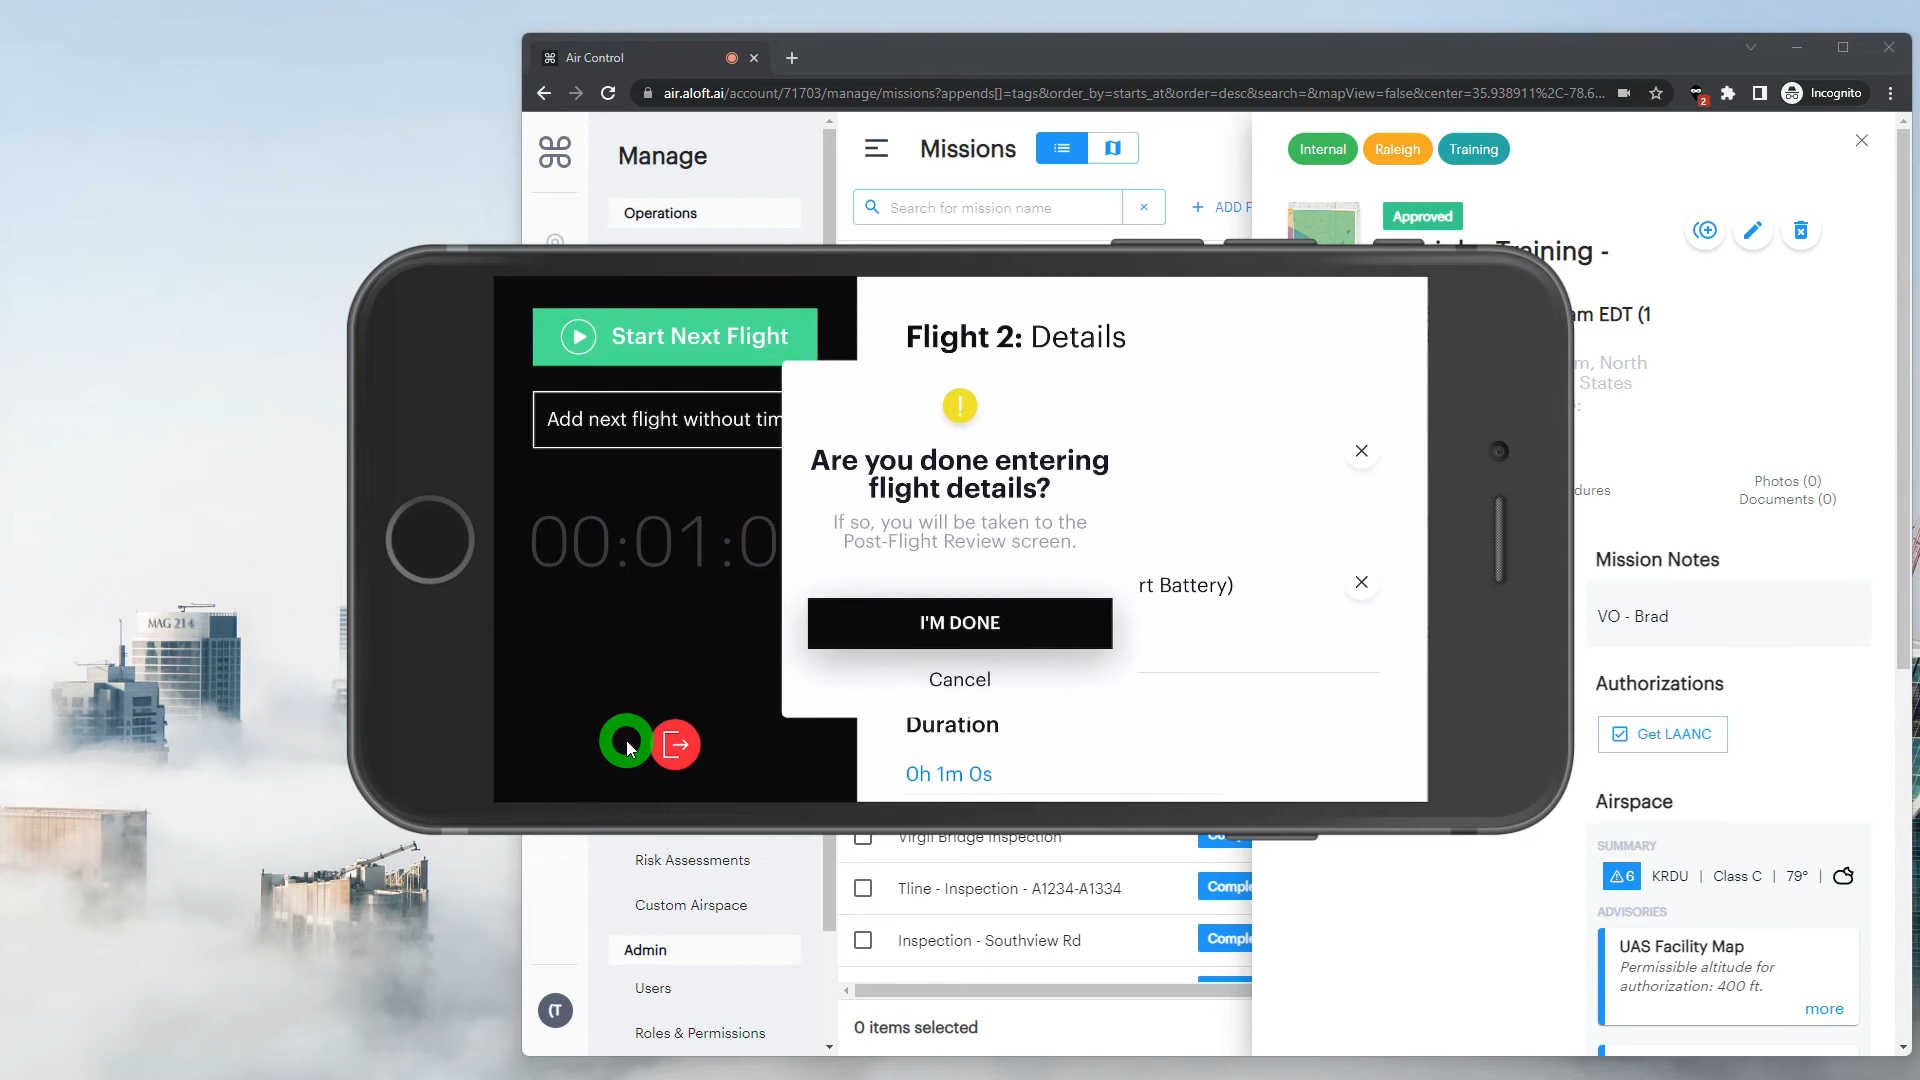 Air Control
air.aloft.ai/account/71703/manage/missions?appends[]=tags&order_by=starts_at&order=desc&search=&mapView=false&center=35.938911%2C-78.6...
2
Incognito
Manage
Operations
Missions
Search for mission name
ADD F
Internal
Raleigh
Training
Approved
ining -
am EDT (1
m, North
States
dures
Photos (0)
Documents (0)
Mission Notes
VO - Brad
Authorizations
Get LAANC
Airspace
SUMMARY
6 KRDU | Class C | 79° |
ADVISORIES
UAS Facility Map
Permissible altitude for
authorization: 400 ft.
more
Start Next Flight
Add next flight without tim
00:01:0
Flight 2: Details
Are you done entering
flight details?
If so, you will be taken to the
Post-Flight Review screen.
I'M DONE
Cancel
rt Battery)
Duration
0h 1m 0s
MAG 214
Virgil Bridge Inspection
Tline - Inspection - A1234-A1334
Comple
Inspection - Southview Rd
Comple
0 items selected
Risk Assessments
Custom Airspace
Admin
Users
Roles & Permissions
(T